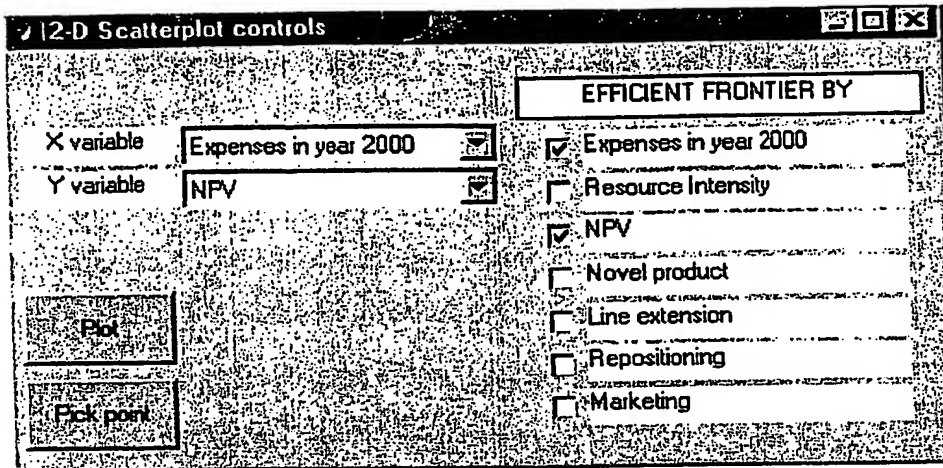 2-D Scatterplot controls
EFFICIENT FRONTIER BY
X variable
Expenses in year 2000
Y variable
NPV
Expenses in year 2000
Resource Intensity
NPV
Novel product
Line extension
Repositioning
Marketing
Plot
Pick point